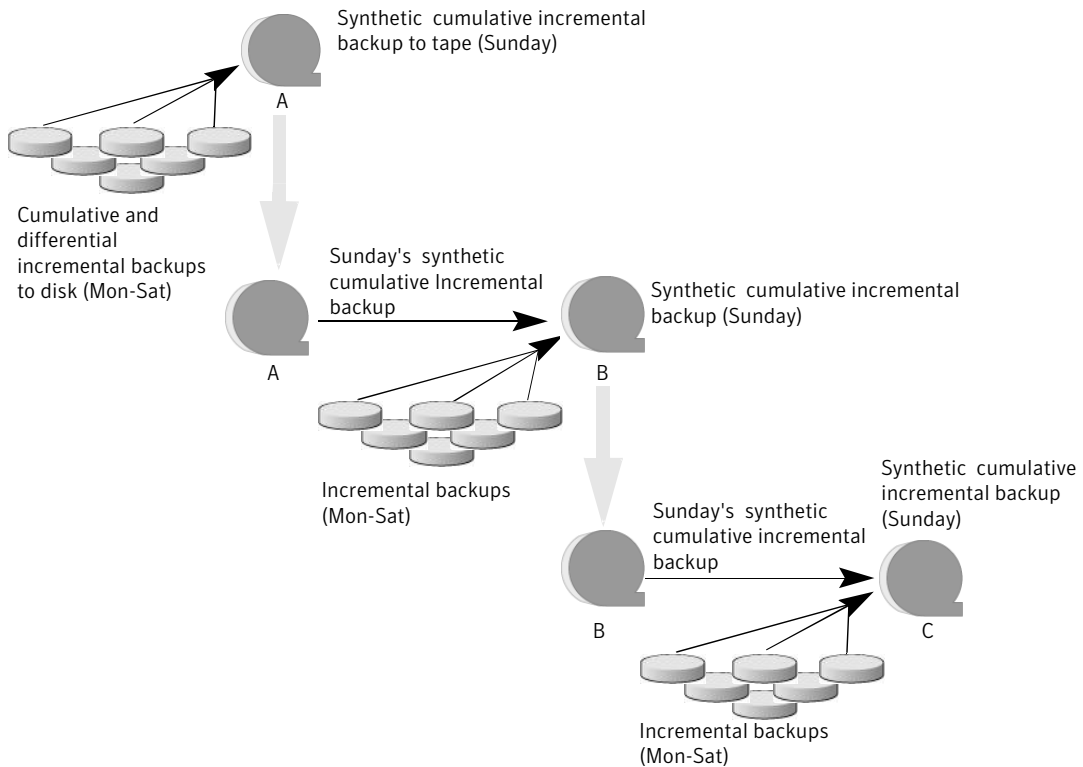 Synthetic cumulative incremental
backup to tape (Sunday)
A
Cumulative and
differential
incremental backups
to disk (Mon-Sat)
Sunday's synthetic
cumulative Incremental
backup
A
Synthetic cumulative incremental
backup (Sunday)
B
Incremental backups
(Mon-Sat)
Synthetic cumulative
incremental backup
(Sunday)
Sunday's synthetic
cumulative incremental
backup
B
C
Incremental backups
(Mon-Sat)